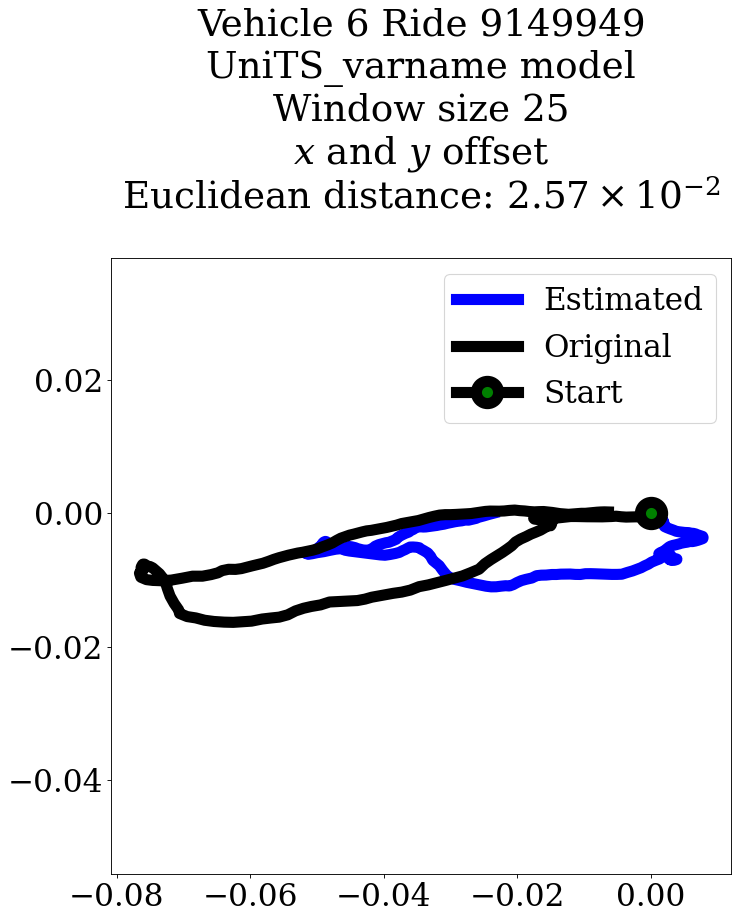 Vehicle 6 Ride 9149949
UniTS_varname model
Window size 25
x and y offset
Euclidean distance: 2.57 × 10⁻²
Estimated
Original
Start
0.02
0.00
−0.02
−0.04
−0.08 −0.06 −0.04 −0.02 0.00